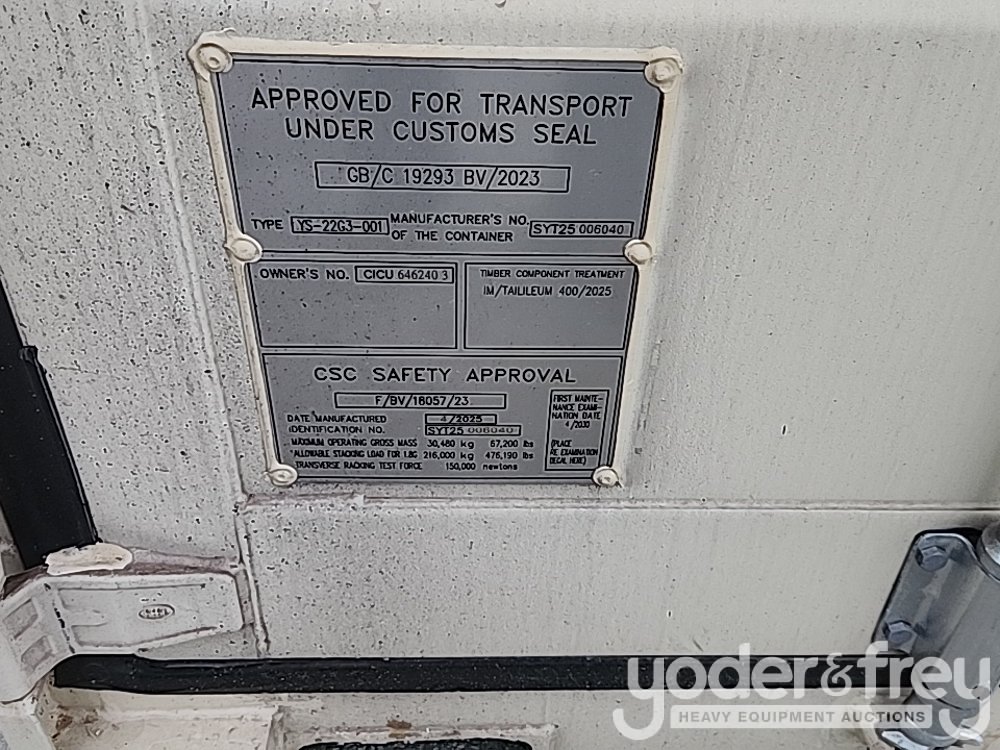 APPROVED FOR TRANSPORT
UNDER CUSTOMS SEAL
GB/C 19293 BV/2023
TYPE YS-22G3-001 MANUFACTURER'S NO. OF THE CONTAINER SYT25 006040
OWNER'S NO. CICU 646240 3
TIMBER COMPONENT TREATMENT
IM/TAILILEUM 400/2025
CSC SAFETY APPROVAL
F/BV/18057/23
DATE MANUFACTURED 4/2025
IDENTIFICATION NO. SYT25 006040
MAXIMUM OPERATING GROSS MASS 30,480 kg 67,200 lbs
ALLOWABLE STACKING LOAD FOR 1.8G 216,000 kg 476,190 lbs
TRANSVERSE RACKING TEST FORCE 150,000 newtons
FIRST MAINTE-
NANCE EXAMI-
NATION DATE
4/2030
(PLACE
RE EXAMINATION
DECAL HERE)
yoder&frey
HEAVY EQUIPMENT AUCTIONS